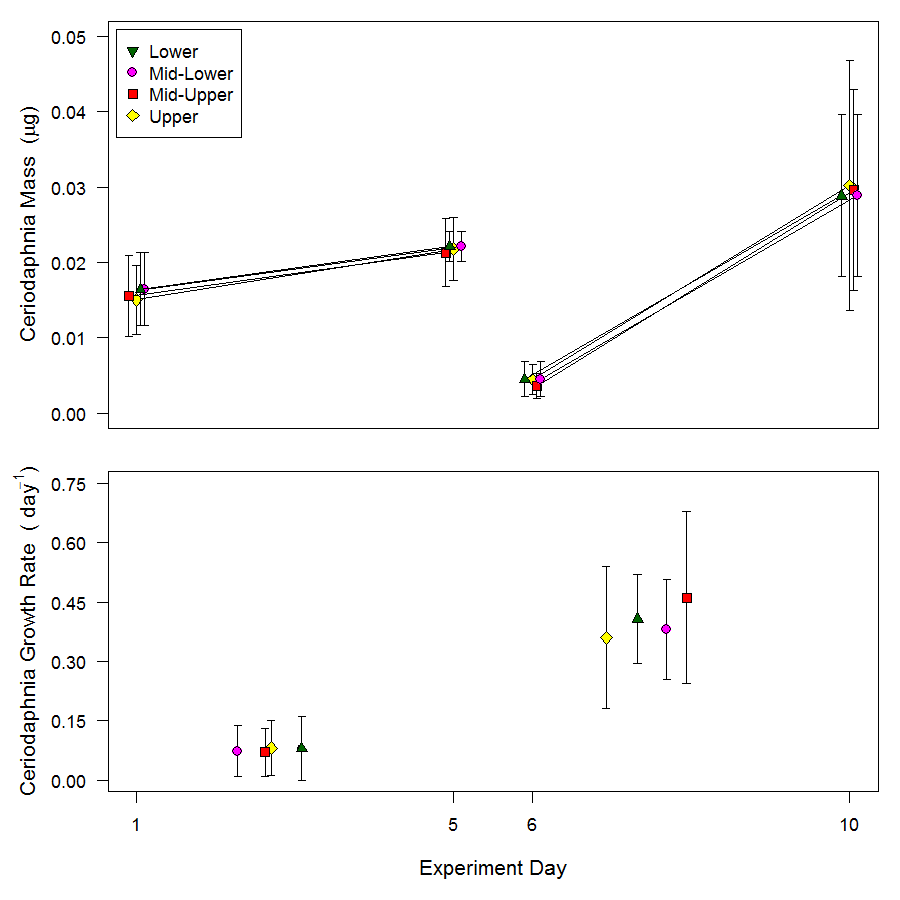 Ceriodaphnia Mass (μg)
0.05
0.04
0.03
0.02
0.01
0.00
Lower
Mid-Lower
Mid-Upper
Upper
Ceriodaphnia Growth Rate ( day⁻¹)
0.75
0.60
0.45
0.30
0.15
0.00
1 5 6 10
Experiment Day